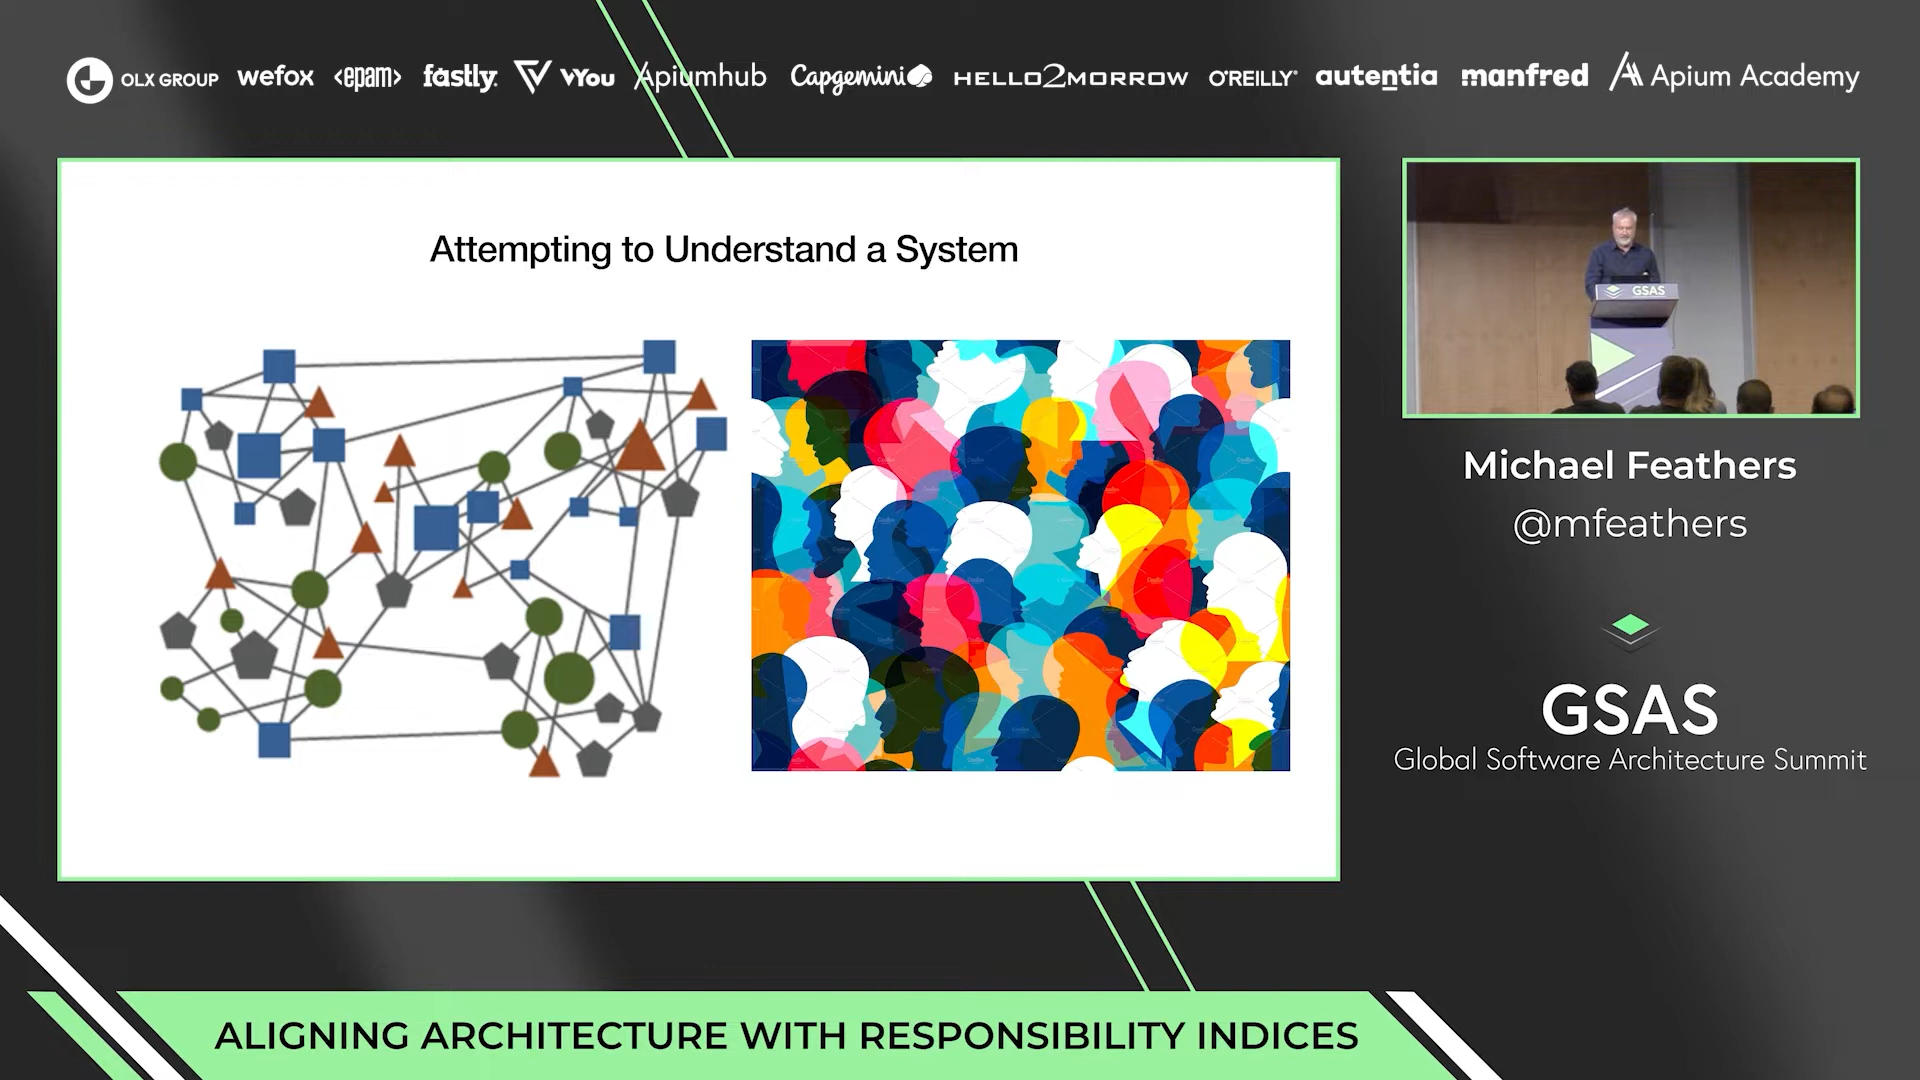 OLX GROUP wefox <epam> fastly. VYou Apiumhub Capgemini HELLO2MORROW O'REILLY® autentia manfred Apium Academy
Attempting to Understand a System
GSAS
Michael Feathers
@mfeathers
GSAS
Global Software Architecture Summit
ALIGNING ARCHITECTURE WITH RESPONSIBILITY INDICES